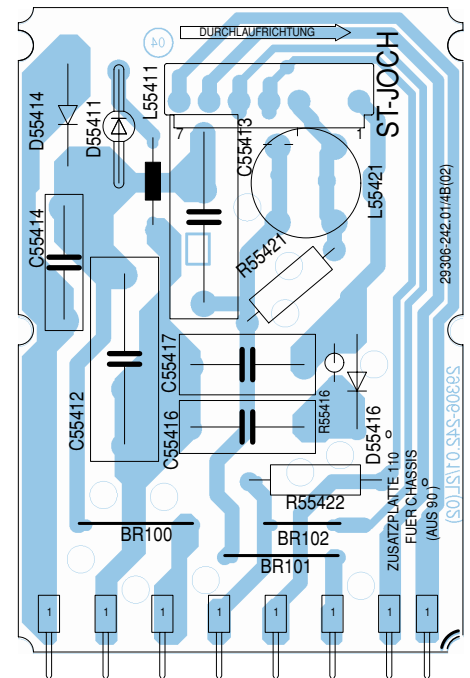 DURCHLAUFRICHTUNG
04
ST-JOCH
D55414
D55411
L55411
7
1
C55413
L55421
C55414
R55421
29306-242.01/4B(02)
C55412
C55417
C55416
R55416
D55416
29306-242.01/2L(02)
R55422
ZUSATZPLATTE 110
FUER CHASSIS
(AUS 90)
BR100
BR102
BR101
1
1
1
1
1
1
1
1